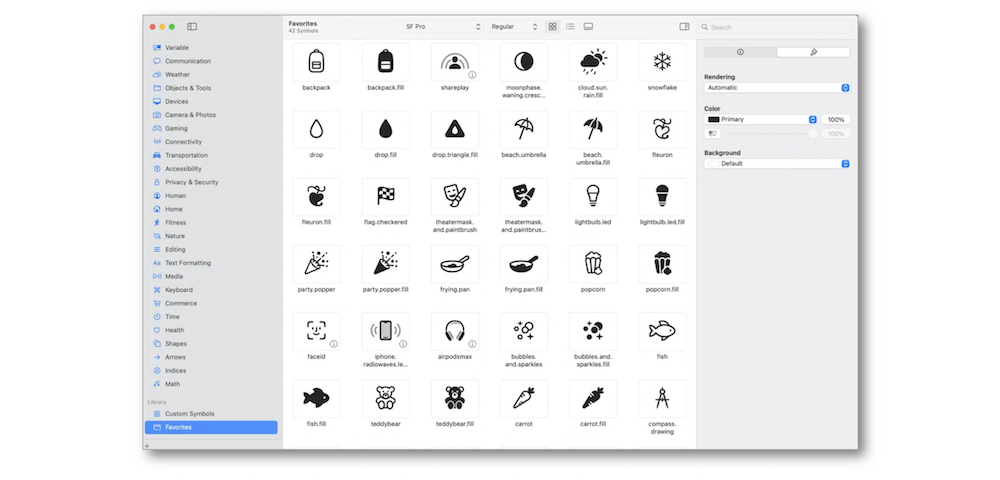 Favorites
42 Symbols
SF Pro
Regular
Search
Variable
Communication
Weather
Objects & Tools
Devices
Camera & Photos
Gaming
Connectivity
Transportation
Accessibility
Privacy & Security
Human
Home
Fitness
Nature
Editing
Text Formatting
Media
Keyboard
Commerce
Time
Health
Shapes
Arrows
Indices
Math
Library
Custom Symbols
Favorites
backpack
backpack.fill
shareplay
moonphase.
waning.cresc...
cloud.sun.
rain.fill
snowflake
drop
drop.fill
drop.triangle.fill
beach.umbrella
beach.
umbrella.fill
fleuron
fleuron.fill
flag.checkered
theatermask.
and.paintbrush
theatermask.
and.paintbrus...
lightbulb.led
lightbulb.led.fill
party.popper
party.popper.fill
frying.pan
frying.pan.fill
popcorn
popcorn.fill
faceid
iphone.
radiowaves.le...
airpodsmax
bubbles.
and.sparkles
bubbles.and.
sparkles.fill
fish
fish.fill
teddybear
teddybear.fill
carrot
carrot.fill
compass.
drawing
Rendering
Automatic
Color
Primary
100%
100%
Background
Default